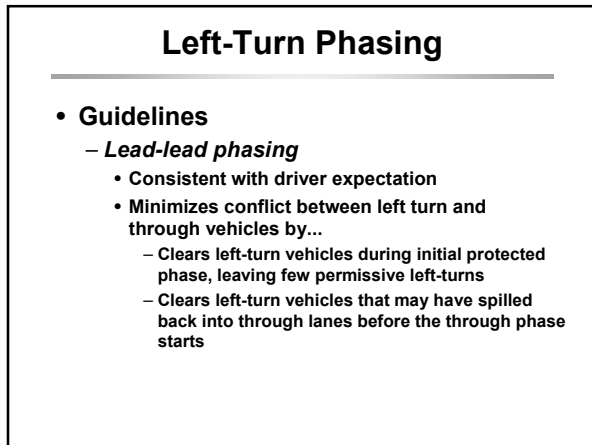 Left-Turn Phasing
• Guidelines
– Lead-lead phasing
• Consistent with driver expectation
• Minimizes conflict between left turn and
through vehicles by...
– Clears left-turn vehicles during initial protected
phase, leaving few permissive left-turns
– Clears left-turn vehicles that may have spilled
back into through lanes before the through phase
starts